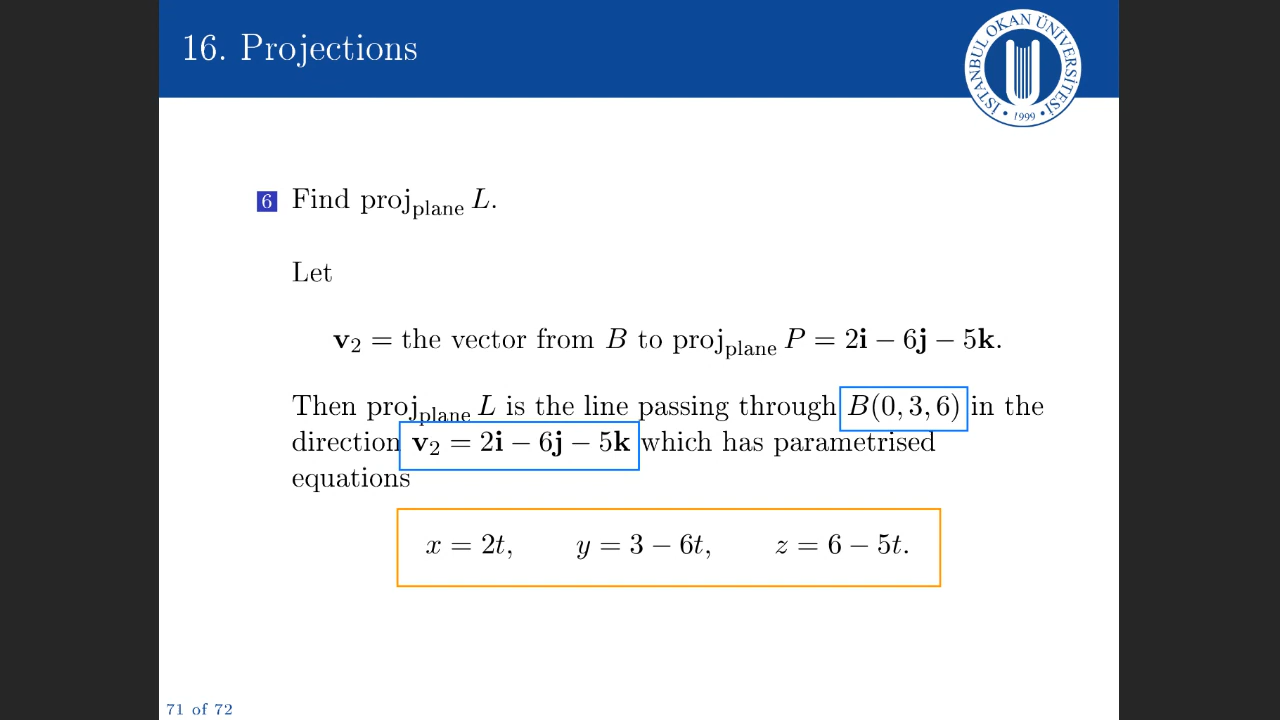 16. Projections
İSTANBUL OKAN ÜNİVERSİTESİ
• 1999 •
6 Find proj_plane L.
Let
v₂ = the vector from B to proj_plane P = 2i − 6j − 5k.
Then proj_plane L is the line passing through B(0, 3, 6) in the
direction v₂ = 2i − 6j − 5k which has parametrised
equations
x = 2t, y = 3 − 6t, z = 6 − 5t.
71 of 72